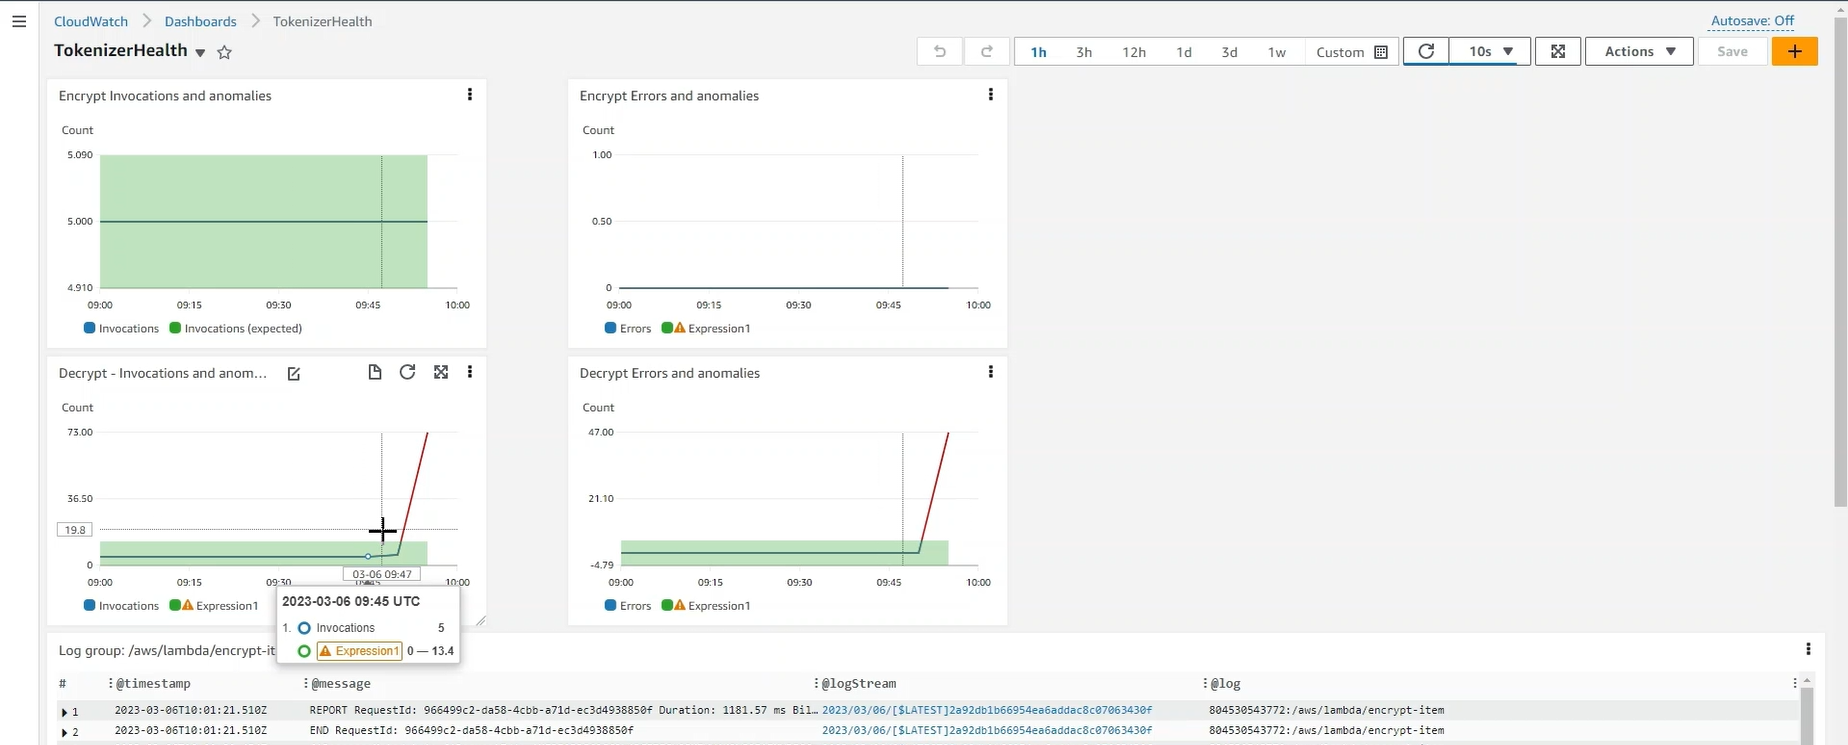 CloudWatch > Dashboards > TokenizerHealth
Autosave: Off
TokenizerHealth
1h 3h 12h 1d 3d 1w Custom 10s Actions Save +
Encrypt Invocations and anomalies
Count
5.090
5.000
4.910
09:00 09:15 09:30 09:45 10:00
Invocations Invocations (expected)
Encrypt Errors and anomalies
Count
1.00
0.50
0
09:00 09:15 09:30 09:45 10:00
Errors Expression1
Decrypt - Invocations and anom...
Count
73.00
36.50
19.8
0
03-06 09:47
09:00 09:15 09:30 09:45 10:00
Invocations Expression1
2023-03-06 09:45 UTC
1. Invocations 5
Expression1 0 — 13.4
Decrypt Errors and anomalies
Count
47.00
21.10
-4.79
09:00 09:15 09:30 09:45 10:00
Errors Expression1
Log group: /aws/lambda/encrypt-it
# @timestamp @message @logStream @log
1 2023-03-06T10:01:21.510Z REPORT RequestId: 966499c2-da58-4cbb-a71d-ec3d4938850f Duration: 1181.57 ms Bil… 2023/03/06/[$LATEST]2a92db1b66954ea6addac8c07063430f 804530543772:/aws/lambda/encrypt-item
2 2023-03-06T10:01:21.510Z END RequestId: 966499c2-da58-4cbb-a71d-ec3d4938850f 2023/03/06/[$LATEST]2a92db1b66954ea6addac8c07063430f 804530543772:/aws/lambda/encrypt-item